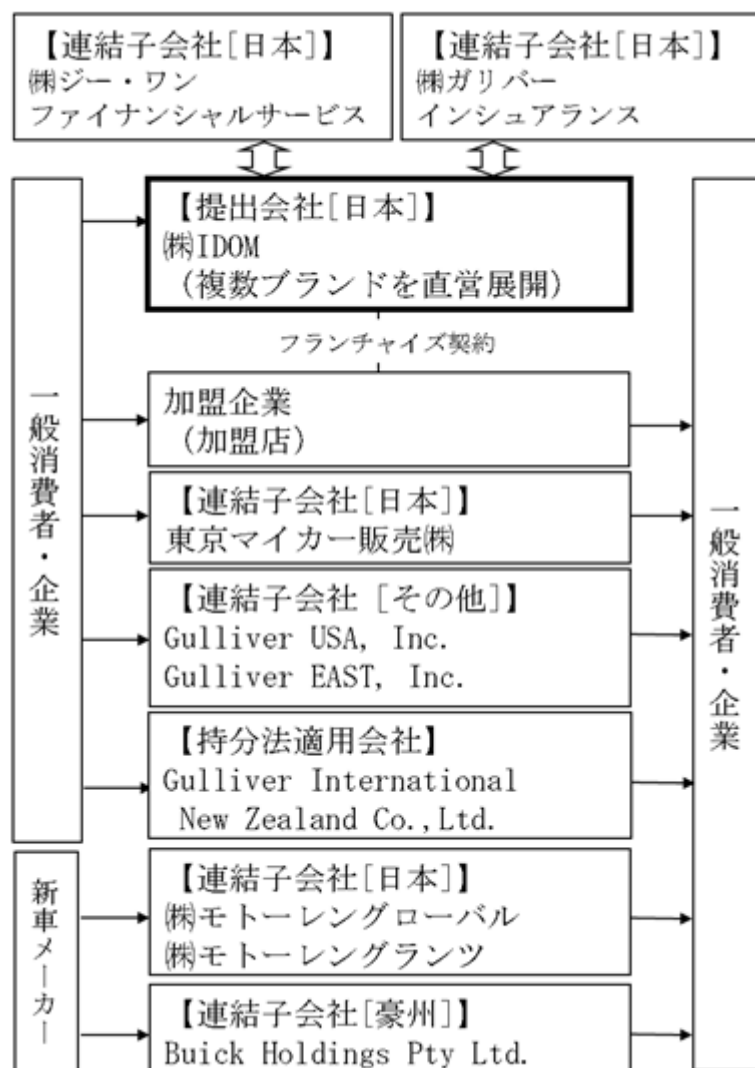 【連結子会社[日本]】
㈱ジー・ワン
ファイナンシャルサービス
【連結子会社[日本]】
㈱ガリバー
インシュアランス
一般消費者・企業
【提出会社[日本]】
㈱IDOM
（複数ブランドを直営展開）
フランチャイズ契約
加盟企業
（加盟店）
【連結子会社[日本]】
東京マイカー販売㈱
【連結子会社 [その他]】
Gulliver USA, Inc.
Gulliver EAST, Inc.
【持分法適用会社】
Gulliver International
New Zealand Co.,Ltd.
一般消費者・企業
新車メーカー
【連結子会社[日本]】
㈱モトーレングローバル
㈱モトーレングランツ
【連結子会社[豪州]】
Buick Holdings Pty Ltd.